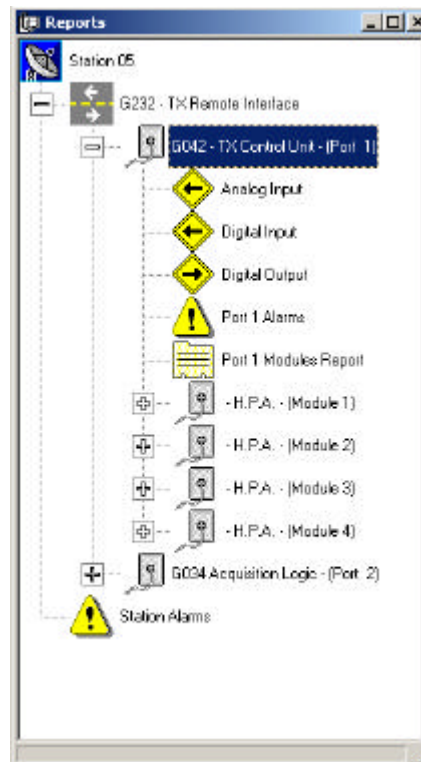 Reports
Station 05
G232 - TX Remote Interface
G042 - TX Control Unit - (Port 1)
Analog Input
Digital Input
Digital Output
Port 1 Alarms
Port 1 Modules Report
- H.P.A. - (Module 1)
- H.P.A. - (Module 2)
- H.P.A. - (Module 3)
- H.P.A. - (Module 4)
G034 Acquisition Logic - (Port 2)
Station Alarms